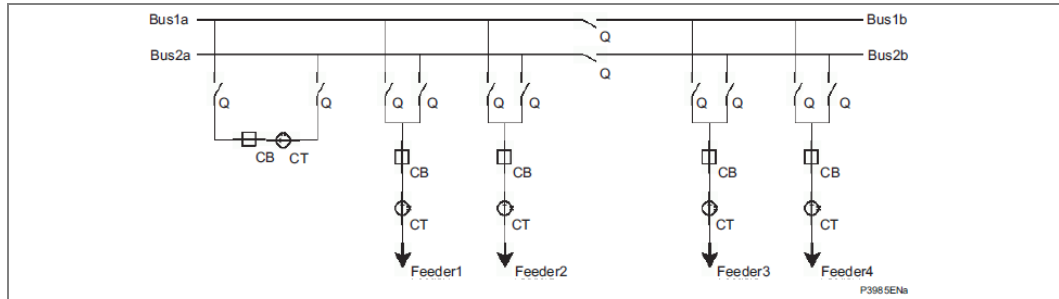 Bus1a
Bus1b
Q
Bus2a
Bus2b
Q
Q
Q
Q
Q
Q
Q
Q
Q
Q
Q
CB
CT
CB
CB
CB
CB
CT
CT
CT
CT
Feeder1
Feeder2
Feeder3
Feeder4
P3985ENa